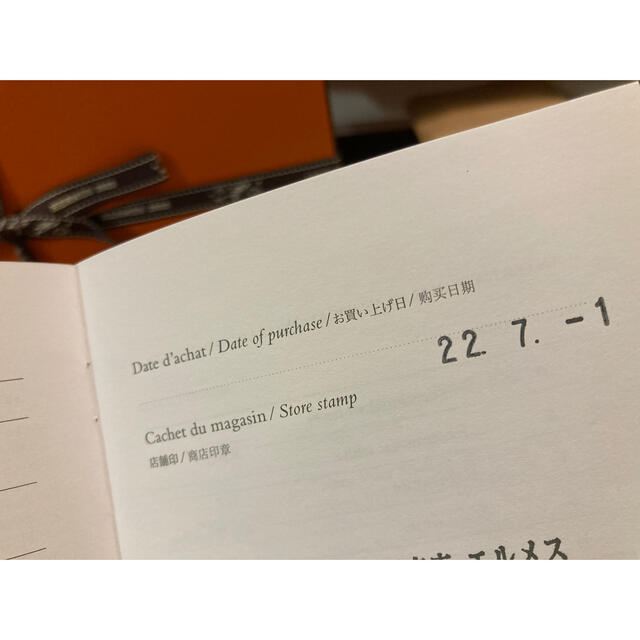 Date d'achat / Date of purchase / お買い上げ日 / 购买日期
22. 7. -1
Cachet du magasin / Store stamp
店舗印 / 商店印章
エルメス